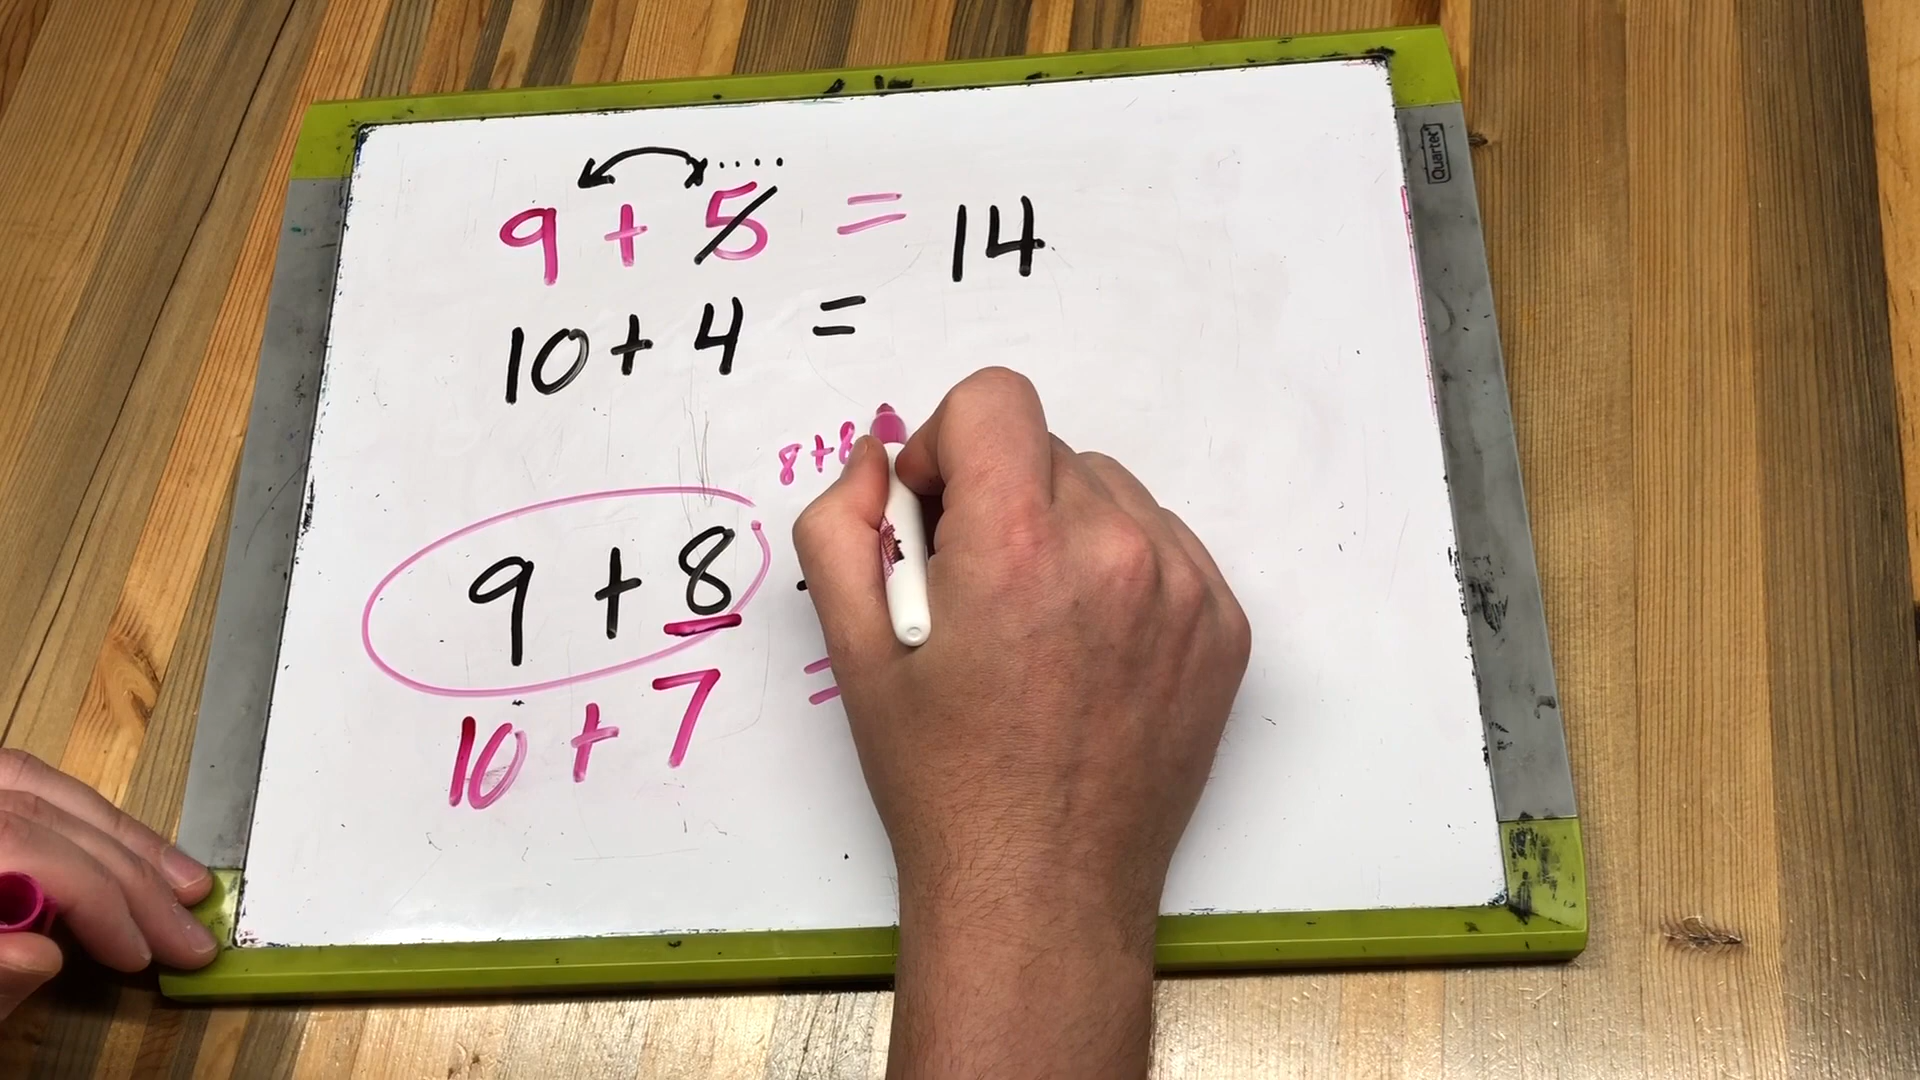 9 + 5 = 14
10 + 4 =
8+8
9 + 8
10 + 7 =
Quartet